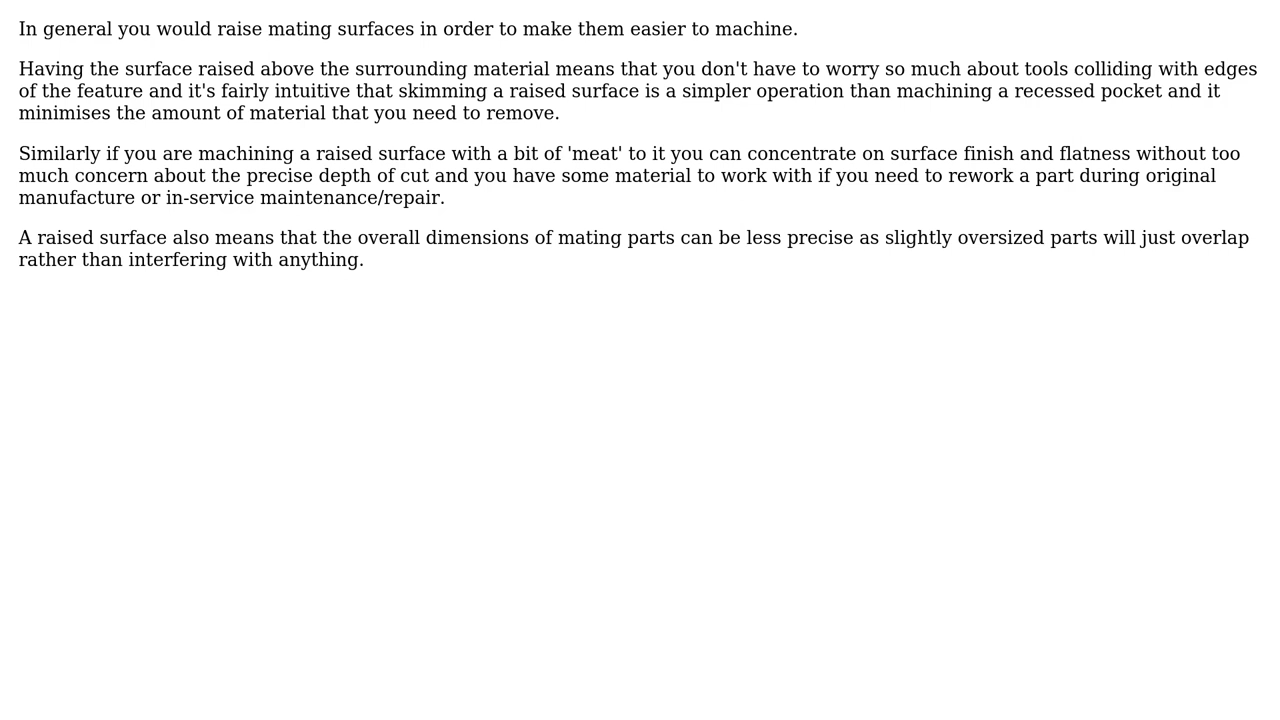 In general you would raise mating surfaces in order to make them easier to machine.
Having the surface raised above the surrounding material means that you don't have to worry so much about tools colliding with edges
of the feature and it's fairly intuitive that skimming a raised surface is a simpler operation than machining a recessed pocket and it
minimises the amount of material that you need to remove.
Similarly if you are machining a raised surface with a bit of 'meat' to it you can concentrate on surface finish and flatness without too
much concern about the precise depth of cut and you have some material to work with if you need to rework a part during original
manufacture or in-service maintenance/repair.
A raised surface also means that the overall dimensions of mating parts can be less precise as slightly oversized parts will just overlap
rather than interfering with anything.